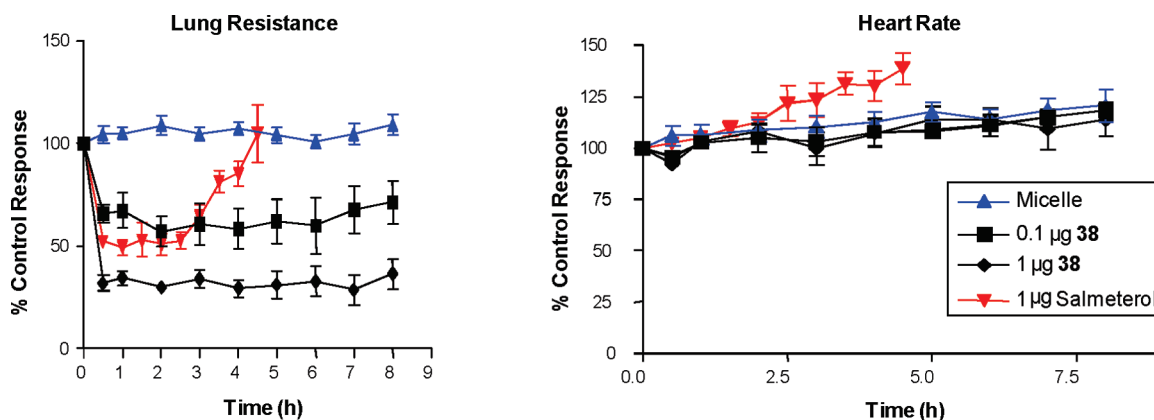 Lung Resistance
% Control Response
150
100
50
0
0 1 2 3 4 5 6 7 8 9
Time (h)
Heart Rate
% Control Response
150
125
100
75
50
25
0
0.0 2.5 5.0 7.5
Time (h)
Micelle
0.1 µg 38
1 µg 38
1 µg Salmeterol